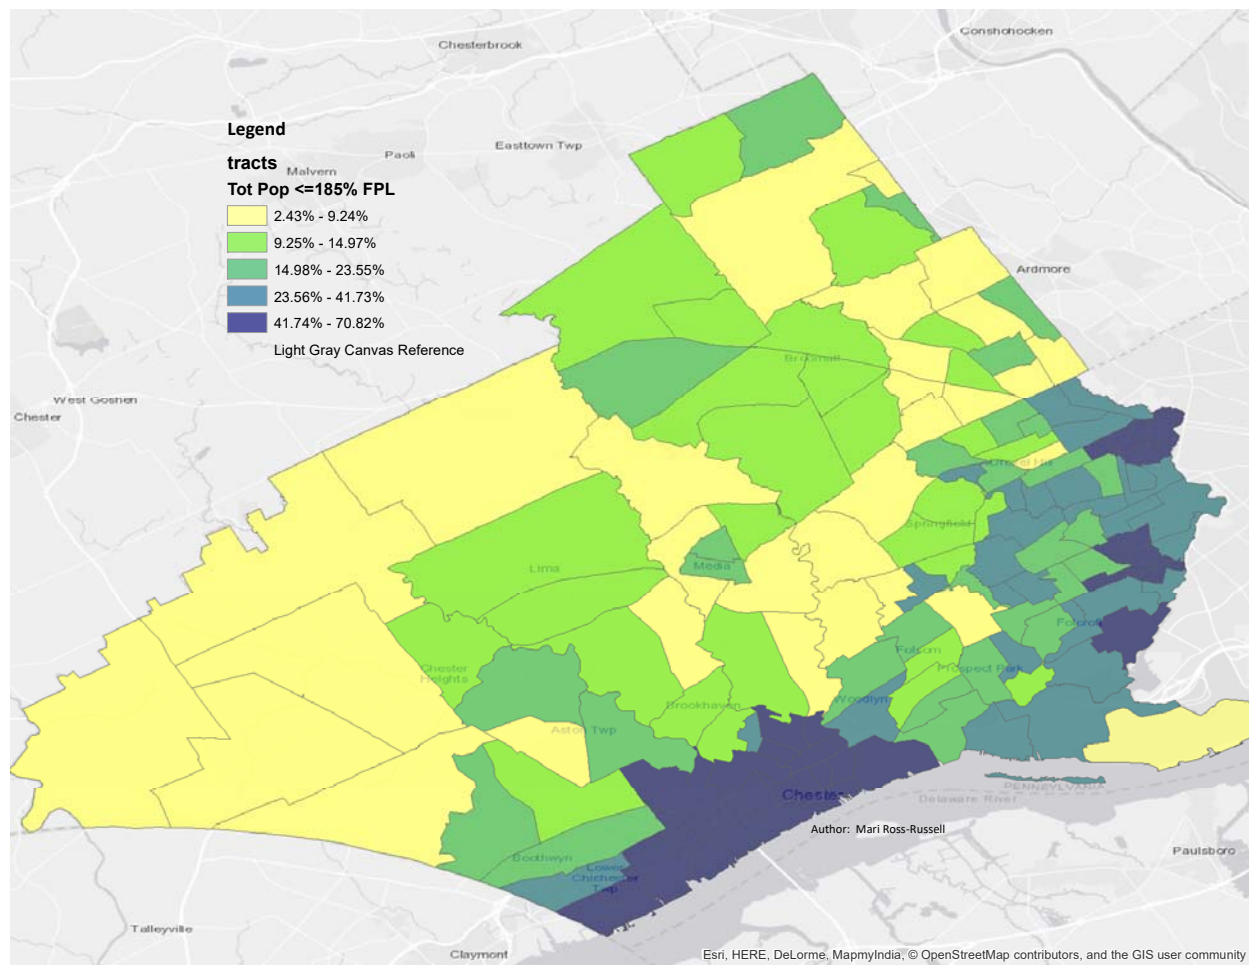 Conshohocken
Chesterbrook
Legend
tracts
Tot Pop <=185% FPL
2.43% - 9.24%
9.25% - 14.97%
14.98% - 23.55%
23.56% - 41.73%
41.74% - 70.82%
Light Gray Canvas Reference
Easttown Twp
Paoli
Malvern
Ardmore
Broomall
West Goshen
Chester
Drexel Hill
Springfield
Media
Lima
Folcroft
Folsom
Prospect Park
Chester
Heights
Woodlyn
Brookhaven
Aston Twp
PENNSYLVANIA
Chester
Delaware River
Author: Mari Ross-Russell
Paulsboro
Boothwyn
Lower
Chichester
Twp
Talleyville
Claymont
Esri, HERE, DeLorme, MapmyIndia, © OpenStreetMap contributors, and the GIS user community